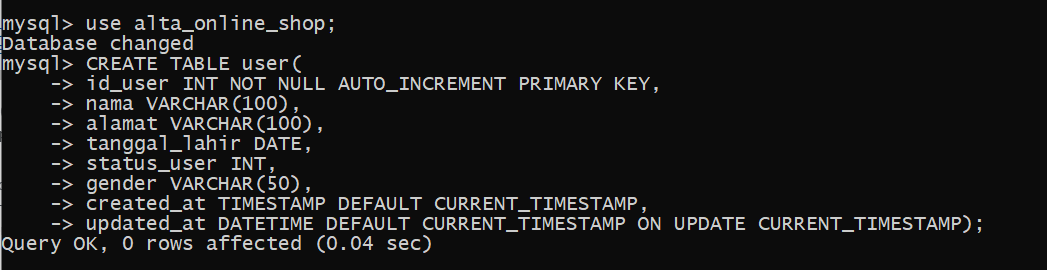 mysql> use alta_online_shop;
Database changed
mysql> CREATE TABLE user(
    -> id_user INT NOT NULL AUTO_INCREMENT PRIMARY KEY,
    -> nama VARCHAR(100),
    -> alamat VARCHAR(100),
    -> tanggal_lahir DATE,
    -> status_user INT,
    -> gender VARCHAR(50),
    -> created_at TIMESTAMP DEFAULT CURRENT_TIMESTAMP,
    -> updated_at DATETIME DEFAULT CURRENT_TIMESTAMP ON UPDATE CURRENT_TIMESTAMP);
Query OK, 0 rows affected (0.04 sec)